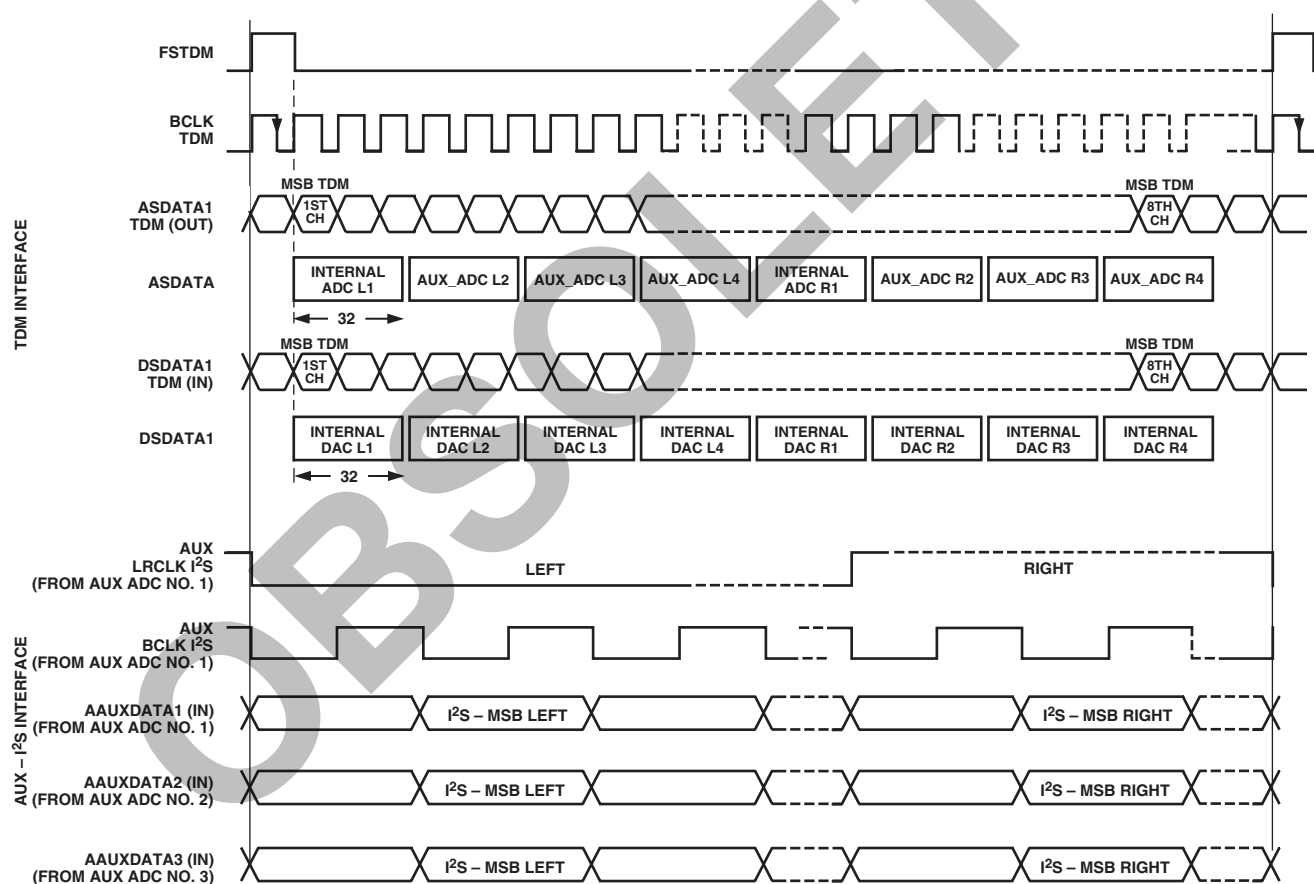 FSTDM
BCLK
TDM
MSB TDM
MSB TDM
ASDATA1
TDM (OUT)
1ST
CH
8TH
CH
ASDATA
INTERNAL
ADC L1
AUX_ADC L2
AUX_ADC L3
AUX_ADC L4
INTERNAL
ADC R1
AUX_ADC R2
AUX_ADC R3
AUX_ADC R4
32
TDM INTERFACE
MSB TDM
MSB TDM
DSDATA1
TDM (IN)
1ST
CH
8TH
CH
DSDATA1
INTERNAL
DAC L1
INTERNAL
DAC L2
INTERNAL
DAC L3
INTERNAL
DAC L4
INTERNAL
DAC R1
INTERNAL
DAC R2
INTERNAL
DAC R3
INTERNAL
DAC R4
32
AUX
LRCLK I²S
(FROM AUX ADC NO. 1)
LEFT
RIGHT
AUX
BCLK I²S
(FROM AUX ADC NO. 1)
AUX – I²S INTERFACE
AAUXDATA1 (IN)
(FROM AUX ADC NO. 1)
I²S – MSB LEFT
I²S – MSB RIGHT
AAUXDATA2 (IN)
(FROM AUX ADC NO. 2)
I²S – MSB LEFT
I²S – MSB RIGHT
AAUXDATA3 (IN)
(FROM AUX ADC NO. 3)
I²S – MSB LEFT
I²S – MSB RIGHT
OBSOLET